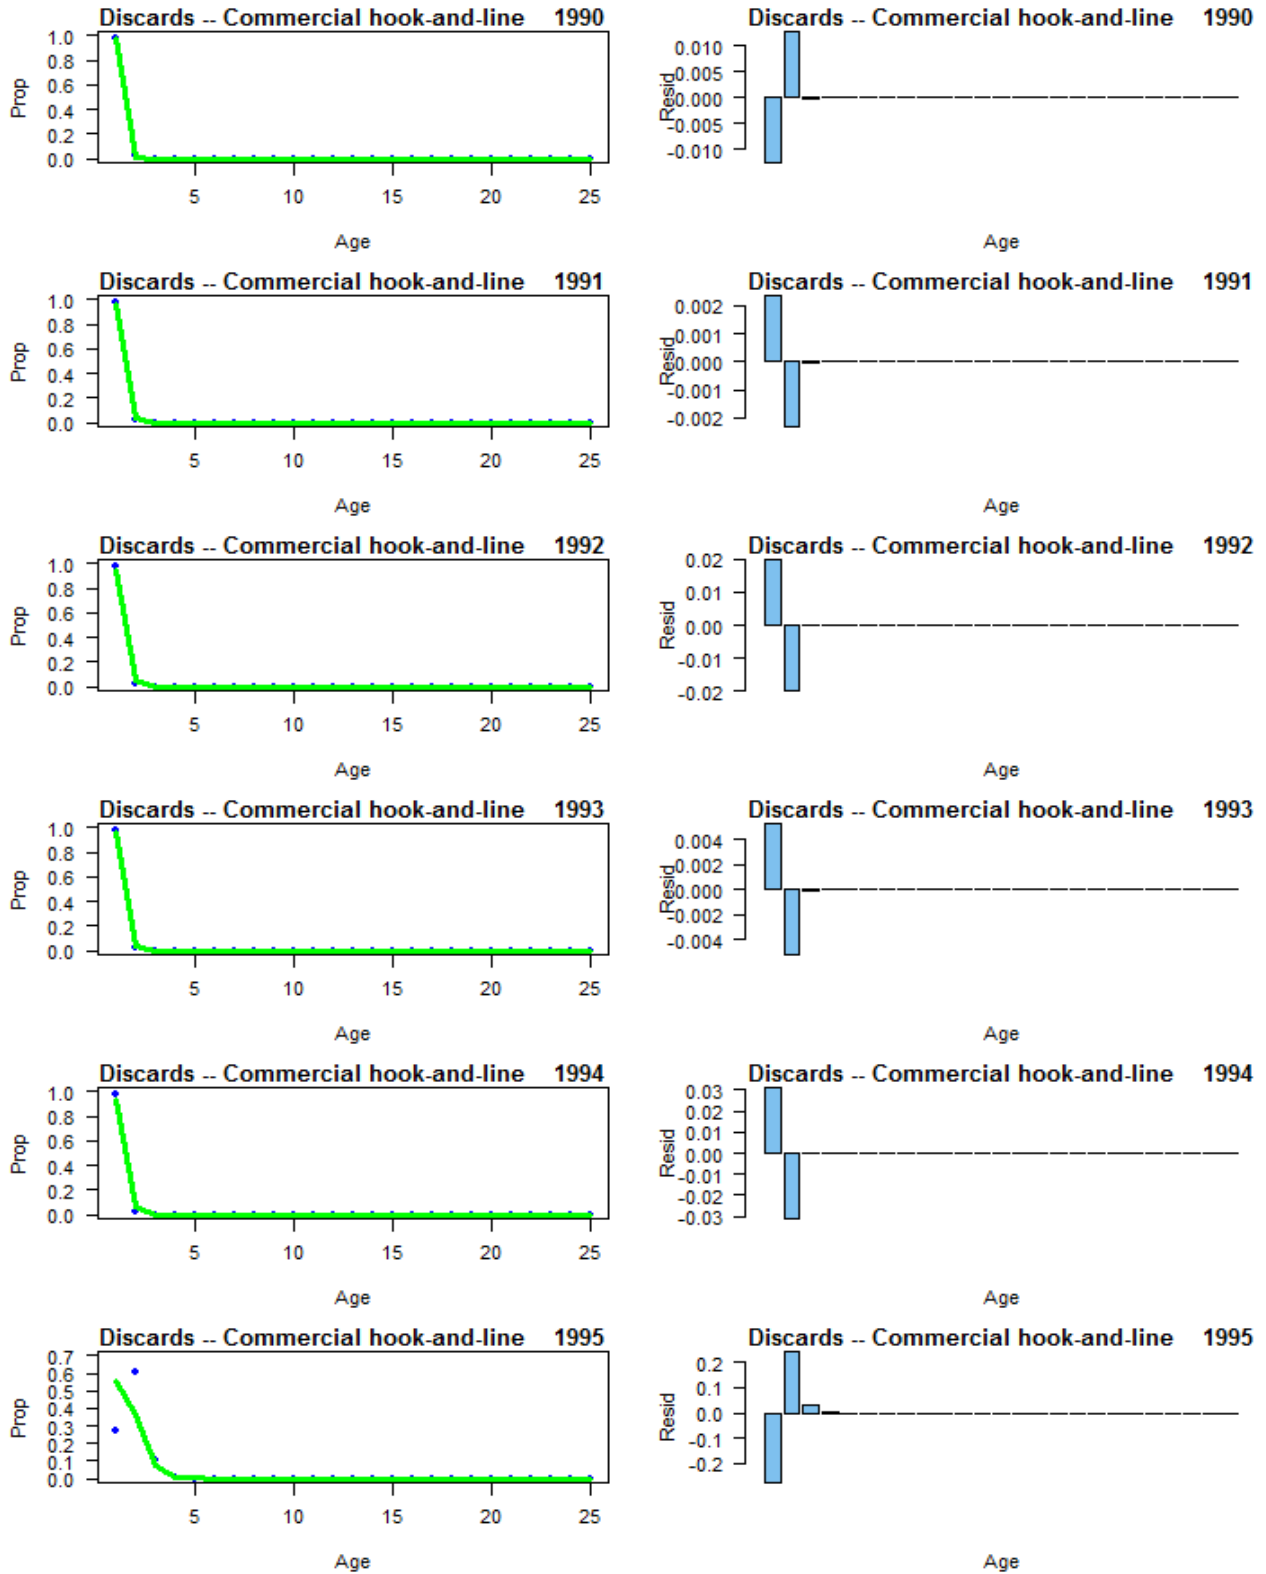 Discards -- Commercial hook-and-line 1990
Prop
1.0
0.8
0.6
0.4
0.2
0.0
5 10 15 20 25
Age
Discards -- Commercial hook-and-line 1990
Resid
0.010
0.005
0.000
-0.005
-0.010
Age
Discards -- Commercial hook-and-line 1991
Prop
1.0
0.8
0.6
0.4
0.2
0.0
5 10 15 20 25
Age
Discards -- Commercial hook-and-line 1991
Resid
0.002
0.001
0.000
-0.001
-0.002
Age
Discards -- Commercial hook-and-line 1992
Prop
1.0
0.8
0.6
0.4
0.2
0.0
5 10 15 20 25
Age
Discards -- Commercial hook-and-line 1992
Resid
0.02
0.01
0.00
-0.01
-0.02
Age
Discards -- Commercial hook-and-line 1993
Prop
1.0
0.8
0.6
0.4
0.2
0.0
5 10 15 20 25
Age
Discards -- Commercial hook-and-line 1993
Resid
0.004
0.002
0.000
-0.002
-0.004
Age
Discards -- Commercial hook-and-line 1994
Prop
1.0
0.8
0.6
0.4
0.2
0.0
5 10 15 20 25
Age
Discards -- Commercial hook-and-line 1994
Resid
0.03
0.02
0.01
0.00
-0.01
-0.02
-0.03
Age
Discards -- Commercial hook-and-line 1995
Prop
0.7
0.6
0.5
0.4
0.3
0.2
0.1
0.0
5 10 15 20 25
Age
Discards -- Commercial hook-and-line 1995
Resid
0.2
0.1
0.0
-0.1
-0.2
Age